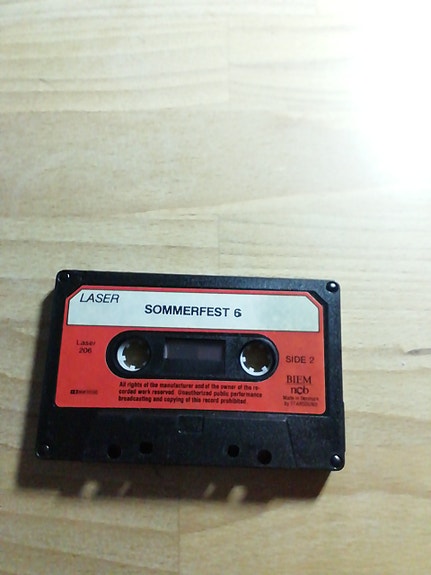 LASER
SOMMERFEST 6
Laser
206
SIDE 2
All rights of the manufacturer and of the owner of the re-
corded work reserved. Unauthorized public performance
broadcasting and copying of this record prohibited.
BIEM
ncb
Made in Denmark